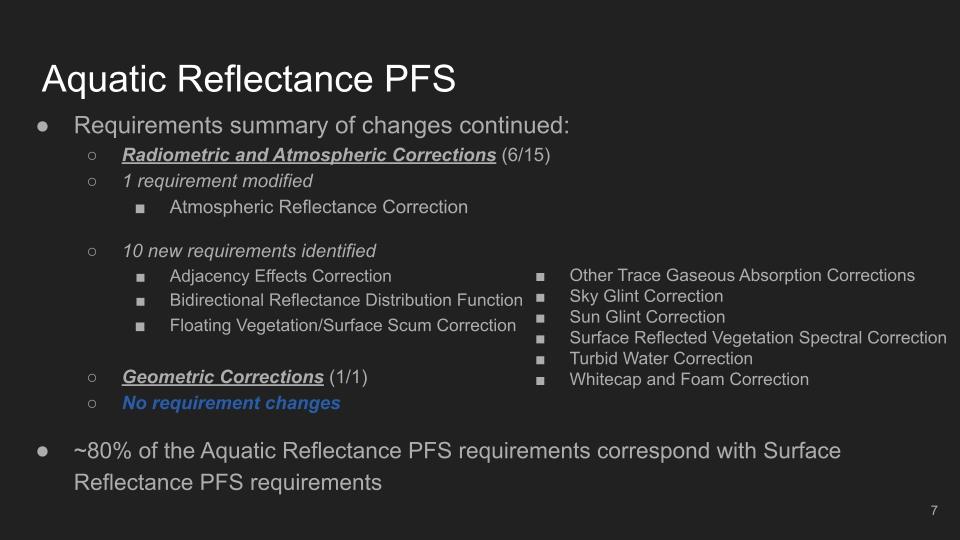 Aquatic Reflectance PFS
● Requirements summary of changes continued:
○ Radiometric and Atmospheric Corrections (6/15)
○ 1 requirement modified
■ Atmospheric Reflectance Correction
○ 10 new requirements identified
■ Adjacency Effects Correction
■ Bidirectional Reflectance Distribution Function
■ Floating Vegetation/Surface Scum Correction
■ Other Trace Gaseous Absorption Corrections
■ Sky Glint Correction
■ Sun Glint Correction
■ Surface Reflected Vegetation Spectral Correction
■ Turbid Water Correction
■ Whitecap and Foam Correction
○ Geometric Corrections (1/1)
○ No requirement changes
● ~80% of the Aquatic Reflectance PFS requirements correspond with Surface
Reflectance PFS requirements
7